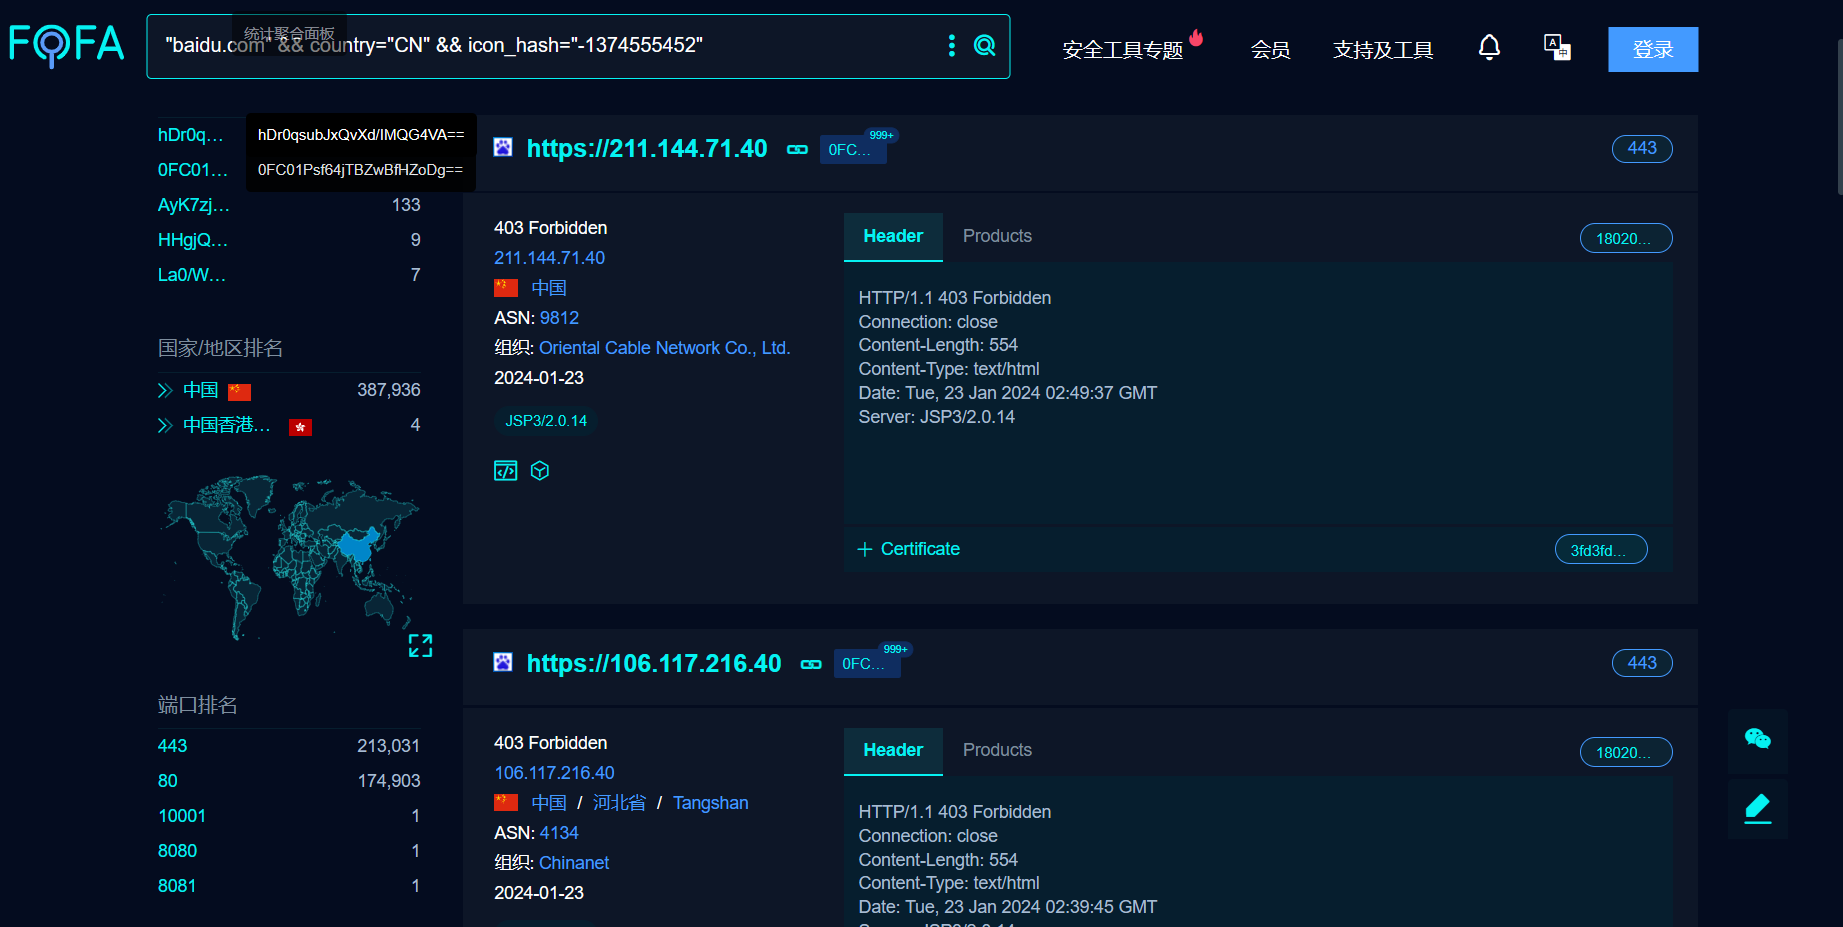 FOFA
统计聚合面板
"baidu.com" && country="CN" && icon_hash="-1374555452"
安全工具专题
会员
支持及工具
登录
hDr0q...
hDr0qsubJxQvXd/IMQG4VA==
0FC01...
0FC01Psf64jTBZwBfHZoDg==
AyK7zj... 133
HHgjQ... 9
La0/W... 7
国家/地区排名
中国 387,936
中国香港... 4
端口排名
443 213,031
80 174,903
10001 1
8080 1
8081 1
https://211.144.71.40 0FC... 999+ 443
403 Forbidden
211.144.71.40
中国
ASN: 9812
组织: Oriental Cable Network Co., Ltd.
2024-01-23
JSP3/2.0.14
Header Products 18020...
HTTP/1.1 403 Forbidden
Connection: close
Content-Length: 554
Content-Type: text/html
Date: Tue, 23 Jan 2024 02:49:37 GMT
Server: JSP3/2.0.14
+ Certificate 3fd3fd...
https://106.117.216.40 0FC... 999+ 443
403 Forbidden
106.117.216.40
中国 / 河北省 / Tangshan
ASN: 4134
组织: Chinanet
2024-01-23
Header Products 18020...
HTTP/1.1 403 Forbidden
Connection: close
Content-Length: 554
Content-Type: text/html
Date: Tue, 23 Jan 2024 02:39:45 GMT